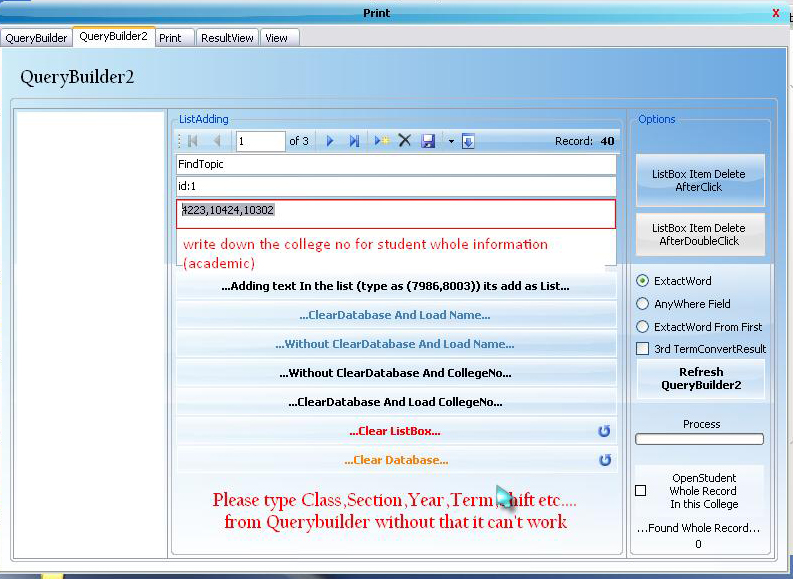 Print
X
QueryBuilder
QueryBuilder2
Print
ResultView
View
QueryBuilder2
ListAdding
1
of 3
Record: 40
FindTopic
id:1
4223,10424,10302
write down the college no for student whole information
(academic)
...Adding text In the list (type as (7986,8003)) its add as List...
...ClearDatabase And Load Name...
...Without ClearDatabase And Load Name...
...Without ClearDatabase And CollegeNo...
...ClearDatabase And Load CollegeNo...
...Clear ListBox...
...Clear Database...
Please type Class,Section,Year,Term,Shift etc....
from Querybuilder without that it can't work
Options
ListBox Item Delete
AfterClick
ListBox Item Delete
AfterDoubleClick
ExtactWord
AnyWhere Field
ExtactWord From First
3rd TermConvertResult
Refresh
QueryBuilder2
Process
OpenStudent
Whole Record
In this College
...Found Whole Record...
0